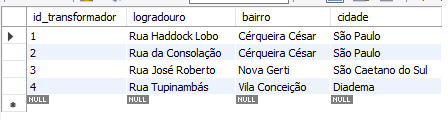 id_transformador logradouro bairro cidade
1 Rua Haddock Lobo Cérqueira César São Paulo
2 Rua da Consolação Cérqueira César São Paulo
3 Rua José Roberto Nova Gerti São Caetano do Sul
4 Rua Tupinambás Vila Conceição Diadema
NULL NULL NULL NULL